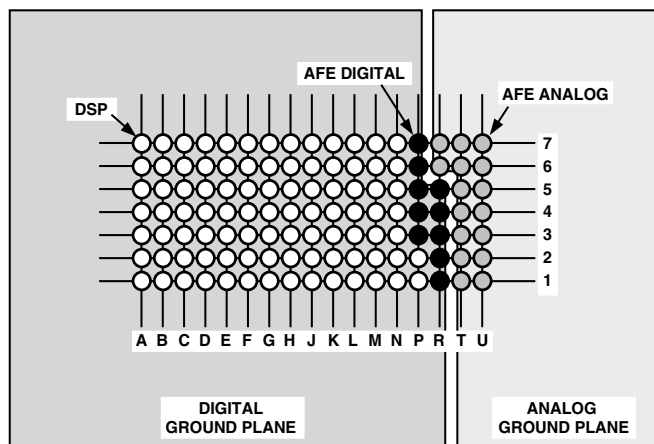 AFE DIGITAL
DSP
AFE ANALOG
7
6
5
4
3
2
1
A B C D E F G H J K L M N P R T U
DIGITAL
GROUND PLANE
ANALOG
GROUND PLANE